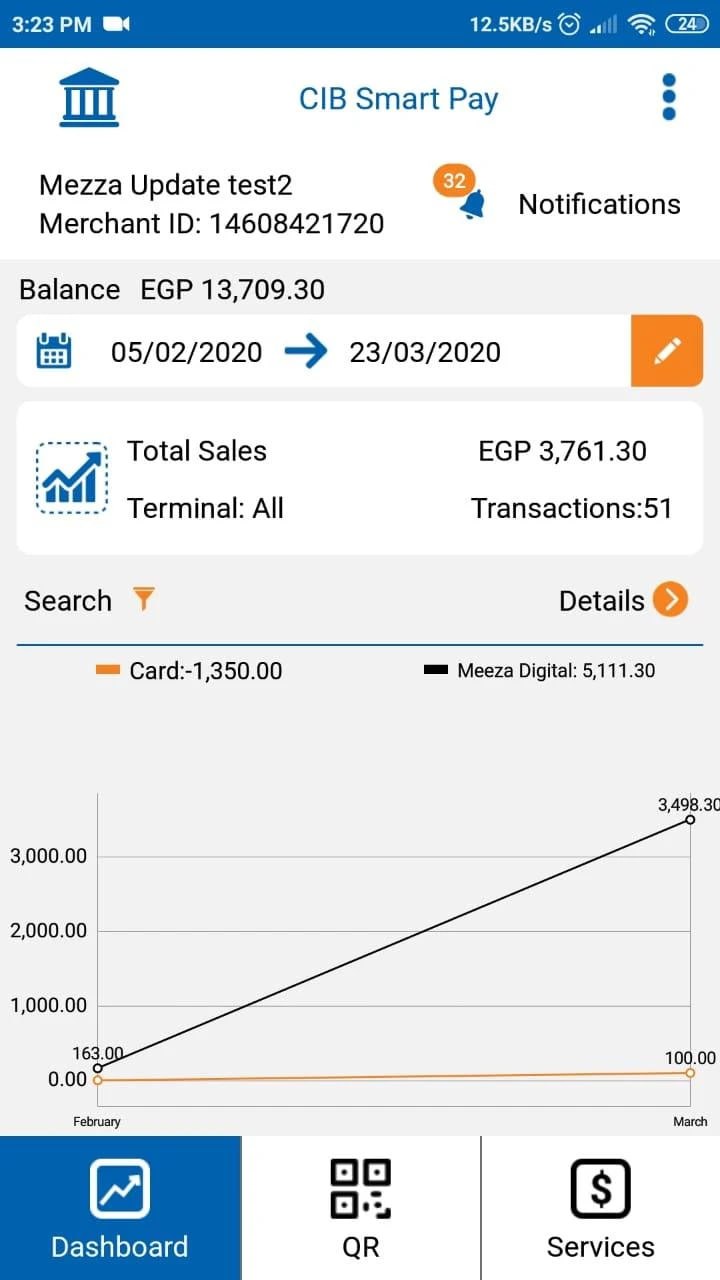 3:23 PM 12.5KB/s 24
CIB Smart Pay
Mezza Update test2
Merchant ID: 14608421720
32
Notifications
Balance EGP 13,709.30
05/02/2020 23/03/2020
Total Sales EGP 3,761.30
Terminal: All Transactions:51
Search Details
Card:-1,350.00 Meeza Digital: 5,111.30
3,498.30
3,000.00
2,000.00
1,000.00
163.00 100.00
0.00
February March
Dashboard QR Services